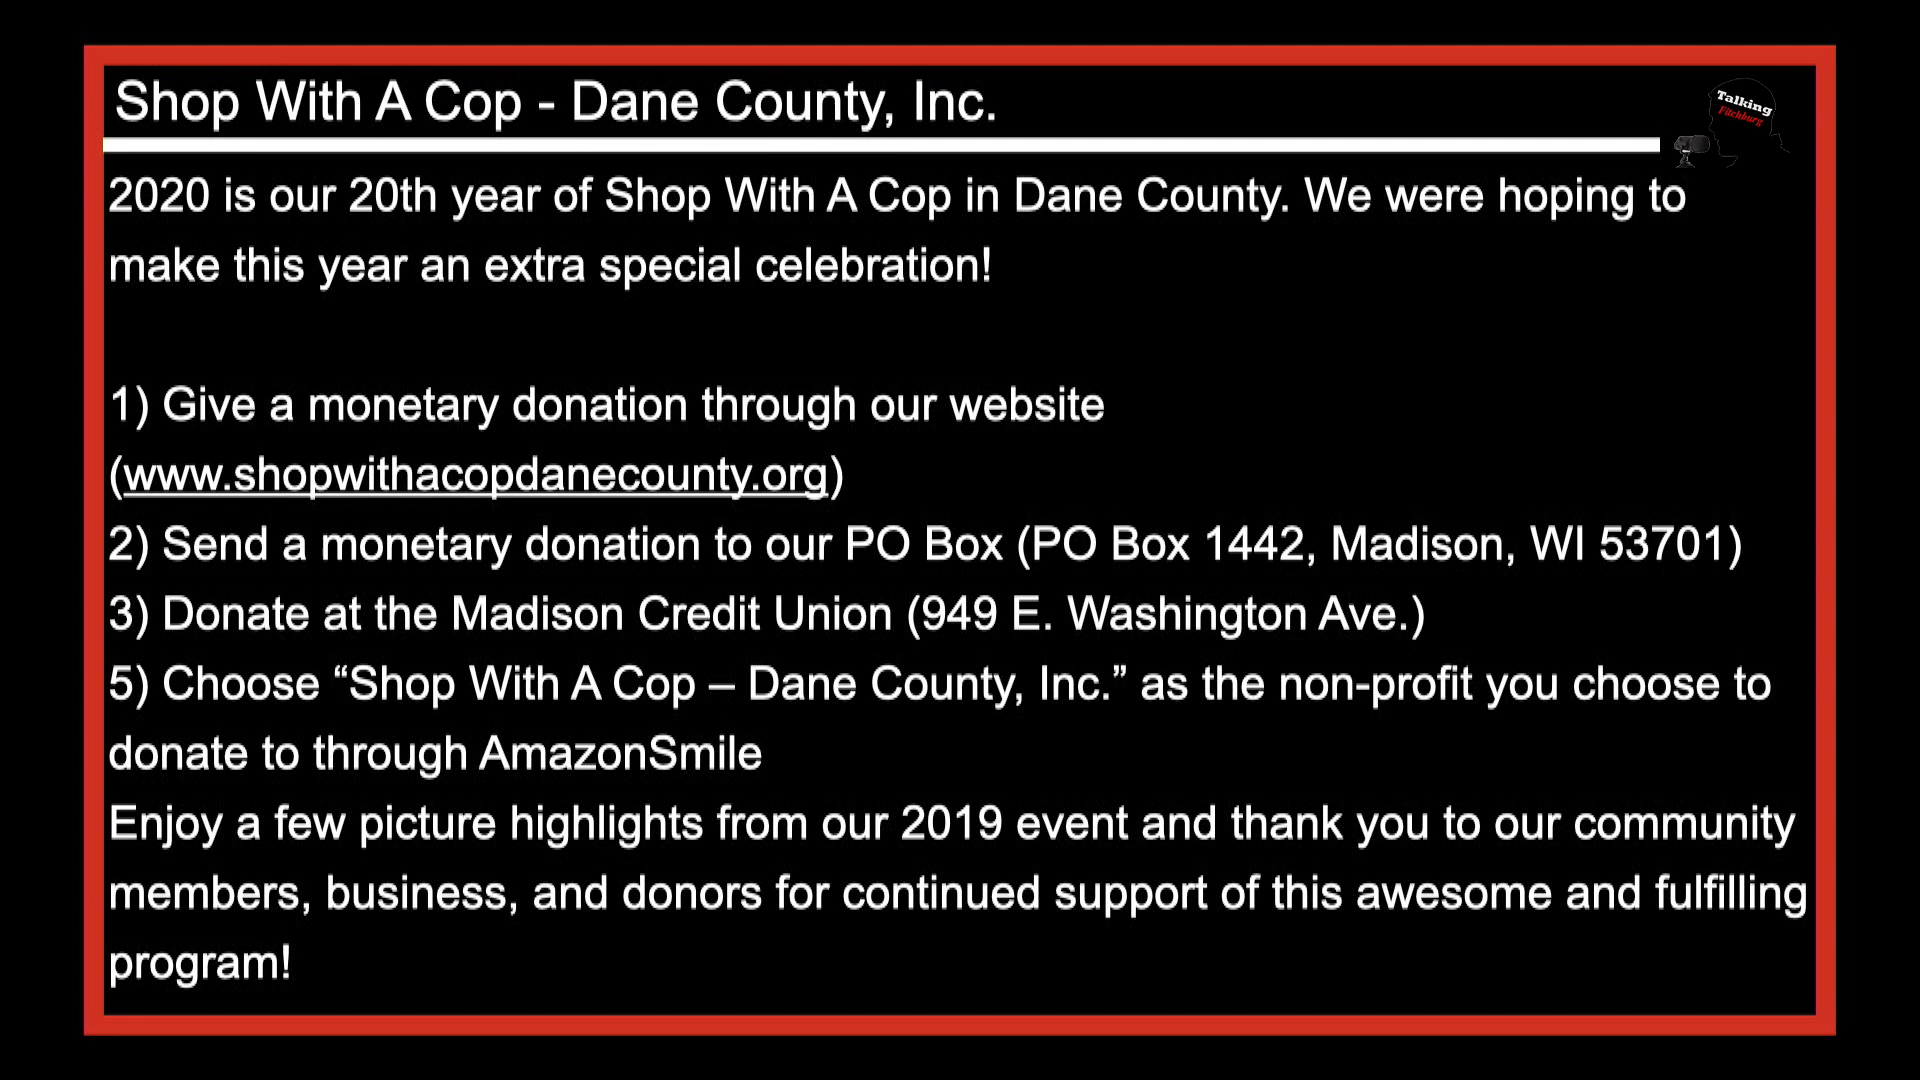 Shop With A Cop - Dane County, Inc.
Talking
Fitchburg
2020 is our 20th year of Shop With A Cop in Dane County. We were hoping to
make this year an extra special celebration!
1) Give a monetary donation through our website
(www.shopwithacopdanecounty.org)
2) Send a monetary donation to our PO Box (PO Box 1442, Madison, WI 53701)
3) Donate at the Madison Credit Union (949 E. Washington Ave.)
5) Choose “Shop With A Cop – Dane County, Inc.” as the non-profit you choose to
donate to through AmazonSmile
Enjoy a few picture highlights from our 2019 event and thank you to our community
members, business, and donors for continued support of this awesome and fulfilling
program!